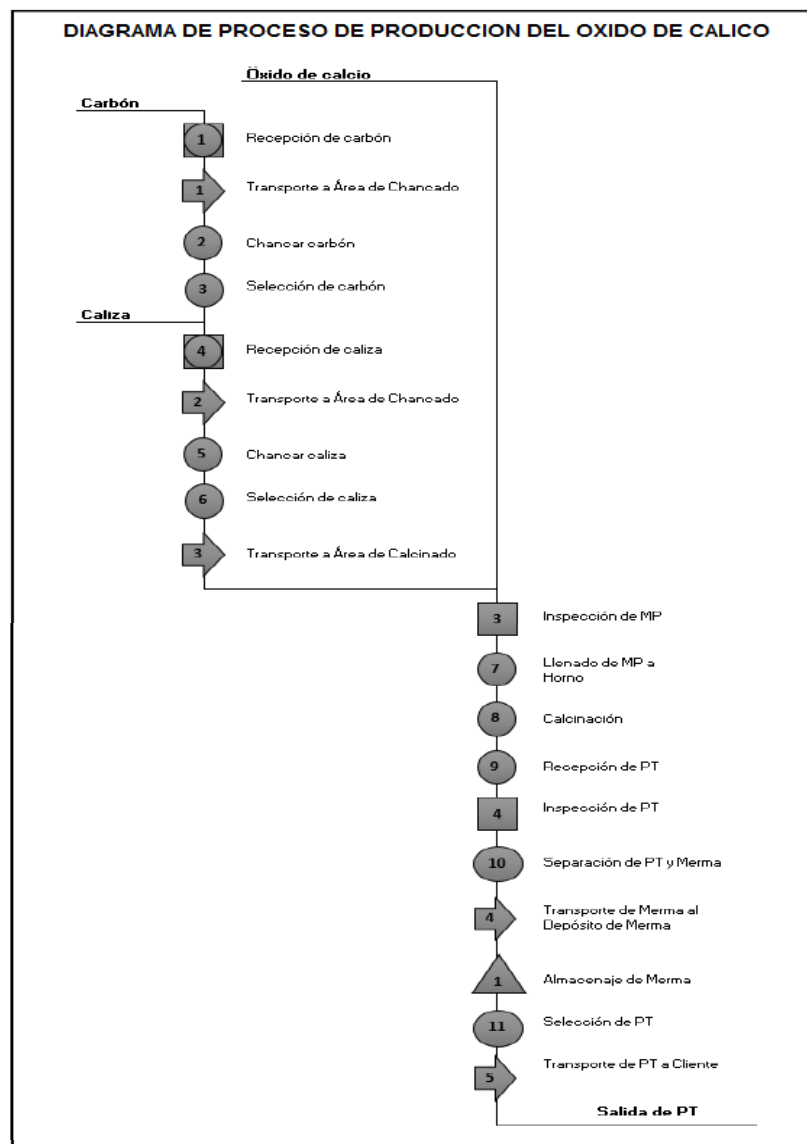 DIAGRAMA DE PROCESO DE PRODUCCION DEL OXIDO DE CALICO
Óxido de calcio
Carbón
1 Recepción de carbón
1 Transporte a Área de Chancado
2 Chancar carbón
3 Selección de carbón
Caliza
4 Recepción de caliza
2 Transporte a Área de Chancado
5 Chancar caliza
6 Selección de caliza
3 Transporte a Área de Calcinado
3 Inspección de MP
7 Llenado de MP a
Horno
8 Calcinación
9 Recepción de PT
4 Inspección de PT
10 Separación de PT y Merma
4 Transporte de Merma al
Depósito de Merma
1 Almacenaje de Merma
11 Selección de PT
5 Transporte de PT a Cliente
Salida de PT